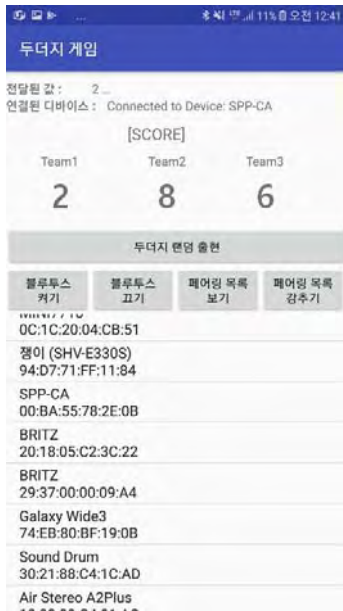 11% 오전 12:41
두더지 게임
전달된 값 : 2 ...
연결된 디바이스 : Connected to Device: SPP-CA
[SCORE]
Team1 Team2 Team3
2 8 6
두더지 랜덤 출현
블루투스 블루투스 페어링 목록 페어링 목록
켜기 끄기 보기 감추기
0C:1C:20:04:CB:51
쟁이 (SHV-E330S)
94:D7:71:FF:11:84
SPP-CA
00:BA:55:78:2E:0B
BRITZ
20:18:05:C2:3C:22
BRITZ
29:37:00:00:09:A4
Galaxy Wide3
74:EB:80:BF:19:0B
Sound Drum
30:21:88:C4:1C:AD
Air Stereo A2Plus